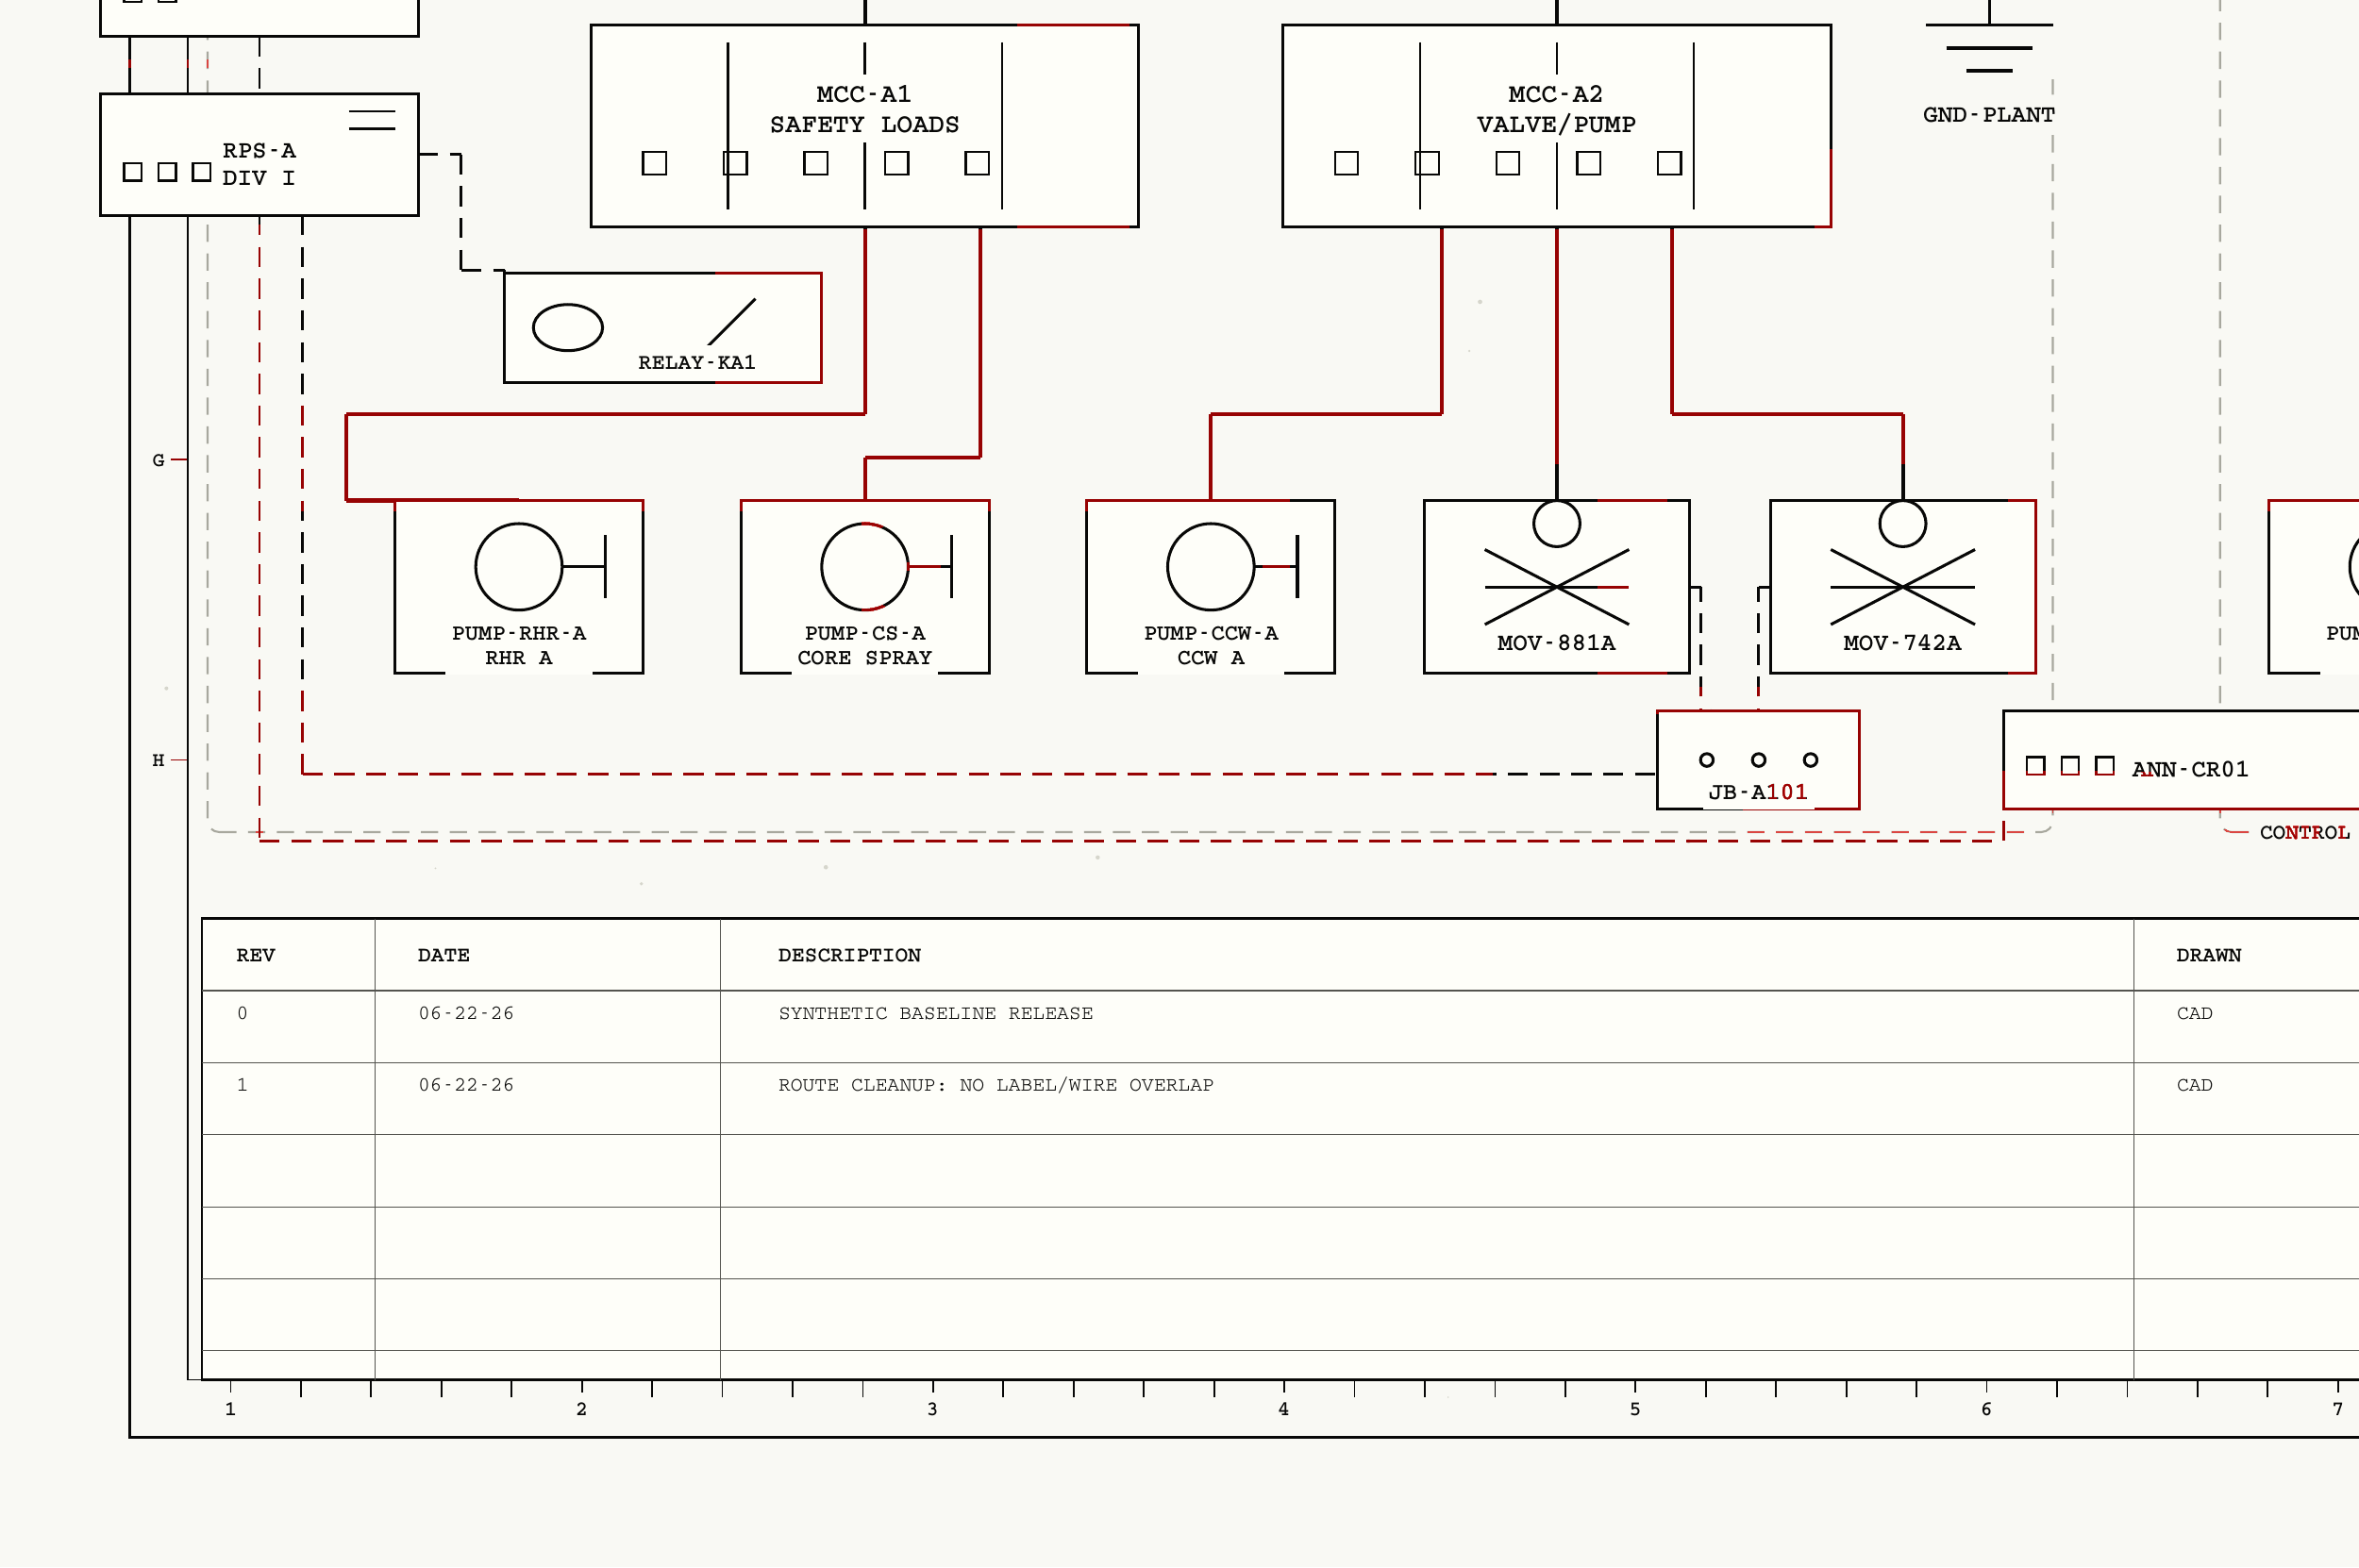 MCC-A1
SAFETY LOADS
MCC-A2
VALVE/PUMP
GND-PLANT
RPS-A
DIV I
RELAY-KA1
G
PUMP-RHR-A
RHR A
PUMP-CS-A
CORE SPRAY
PUMP-CCW-A
CCW A
MOV-881A
MOV-742A
PUM
H
JB-A101
ANN-CR01
CONTROL
REV DATE DESCRIPTION DRAWN
0 06-22-26 SYNTHETIC BASELINE RELEASE CAD
1 06-22-26 ROUTE CLEANUP: NO LABEL/WIRE OVERLAP CAD
1 2 3 4 5 6 7